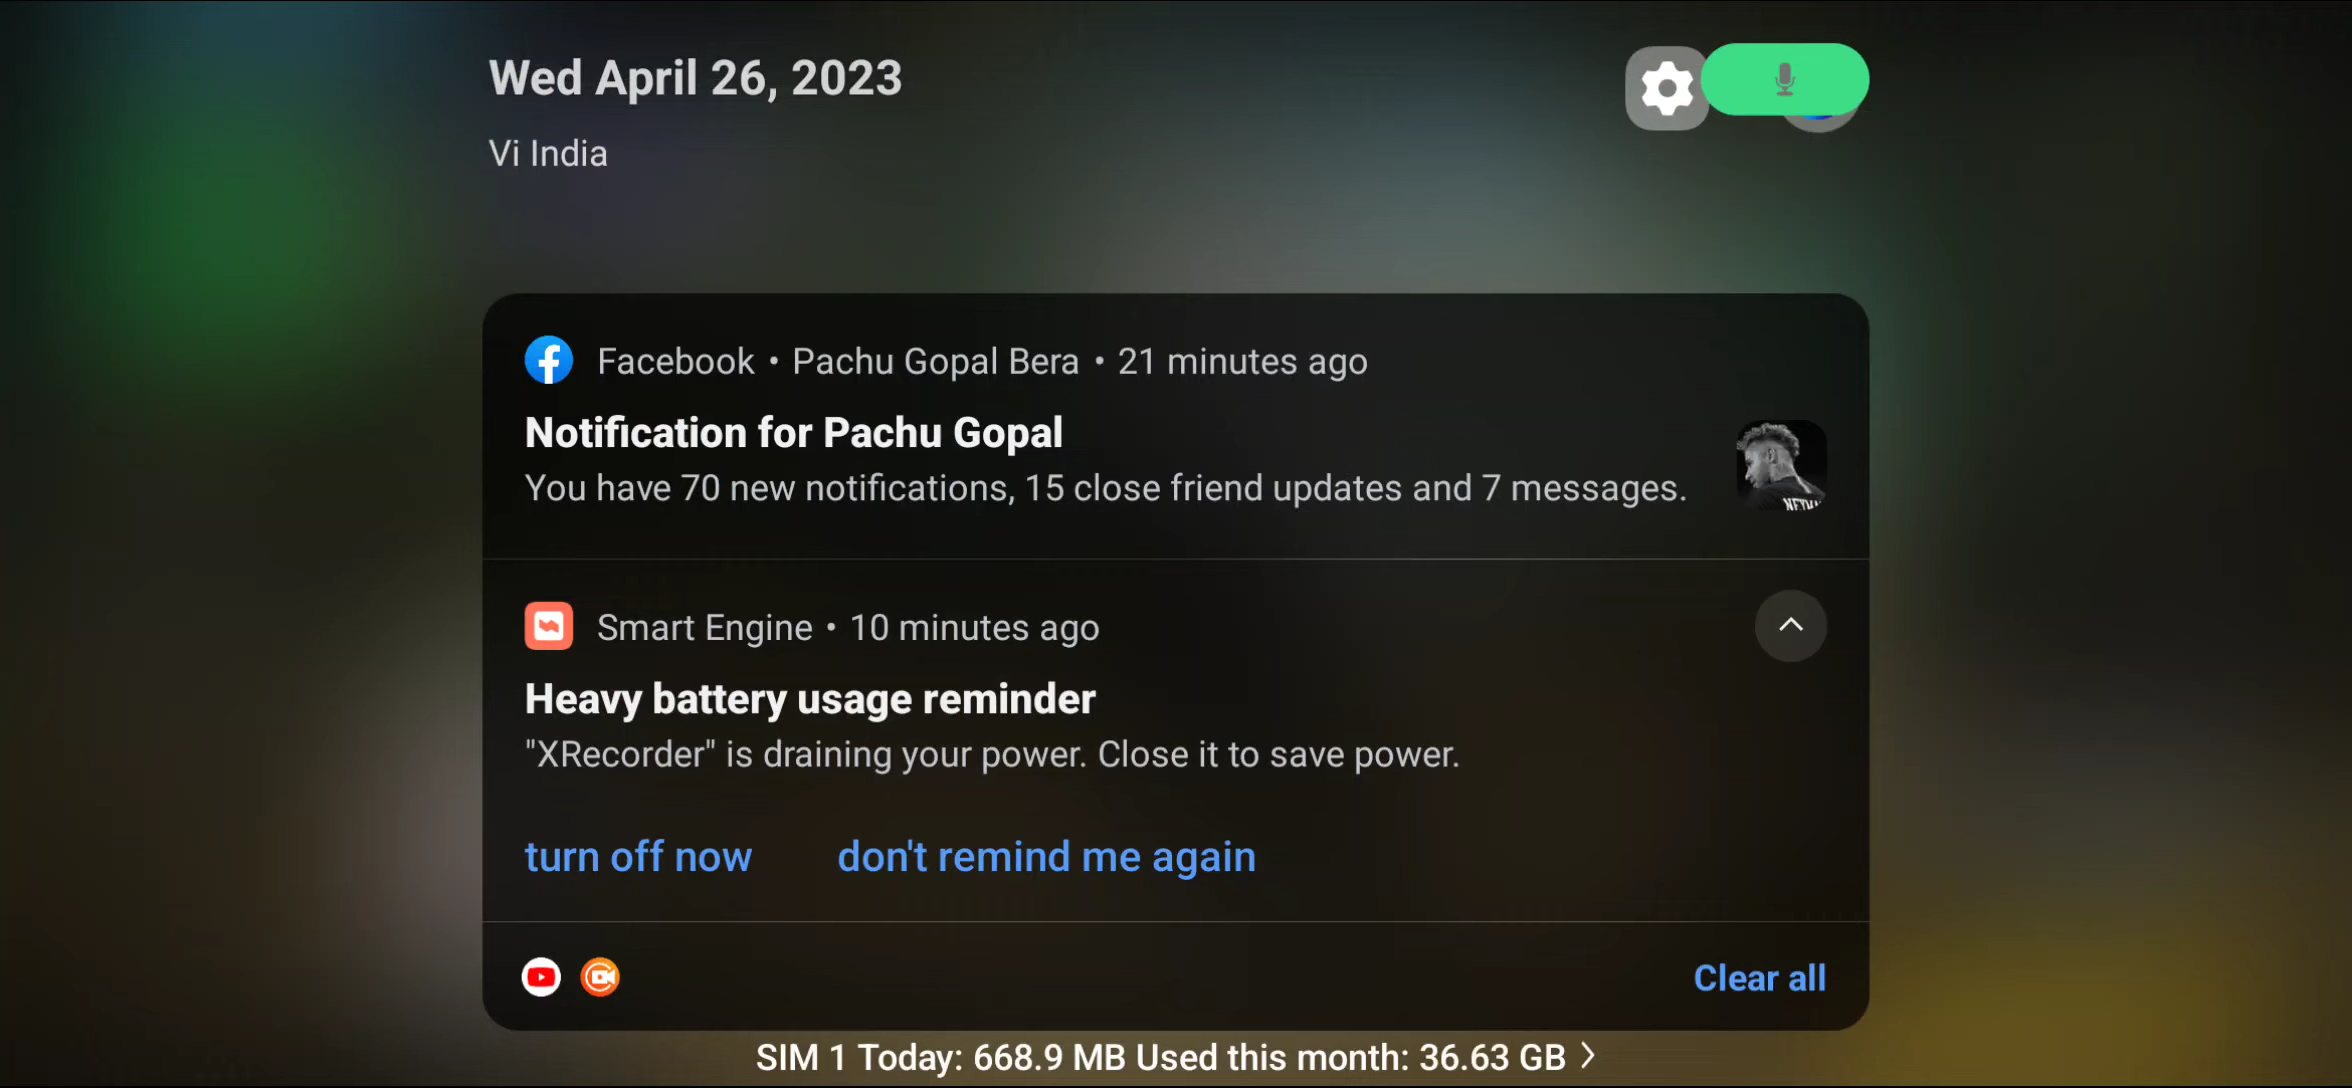 Wed April 26, 2023
Vi India
Facebook • Pachu Gopal Bera • 21 minutes ago
Notification for Pachu Gopal
You have 70 new notifications, 15 close friend updates and 7 messages.
Smart Engine • 10 minutes ago
Heavy battery usage reminder
"XRecorder" is draining your power. Close it to save power.
turn off now don't remind me again
Clear all
SIM 1 Today: 668.9 MB Used this month: 36.63 GB >